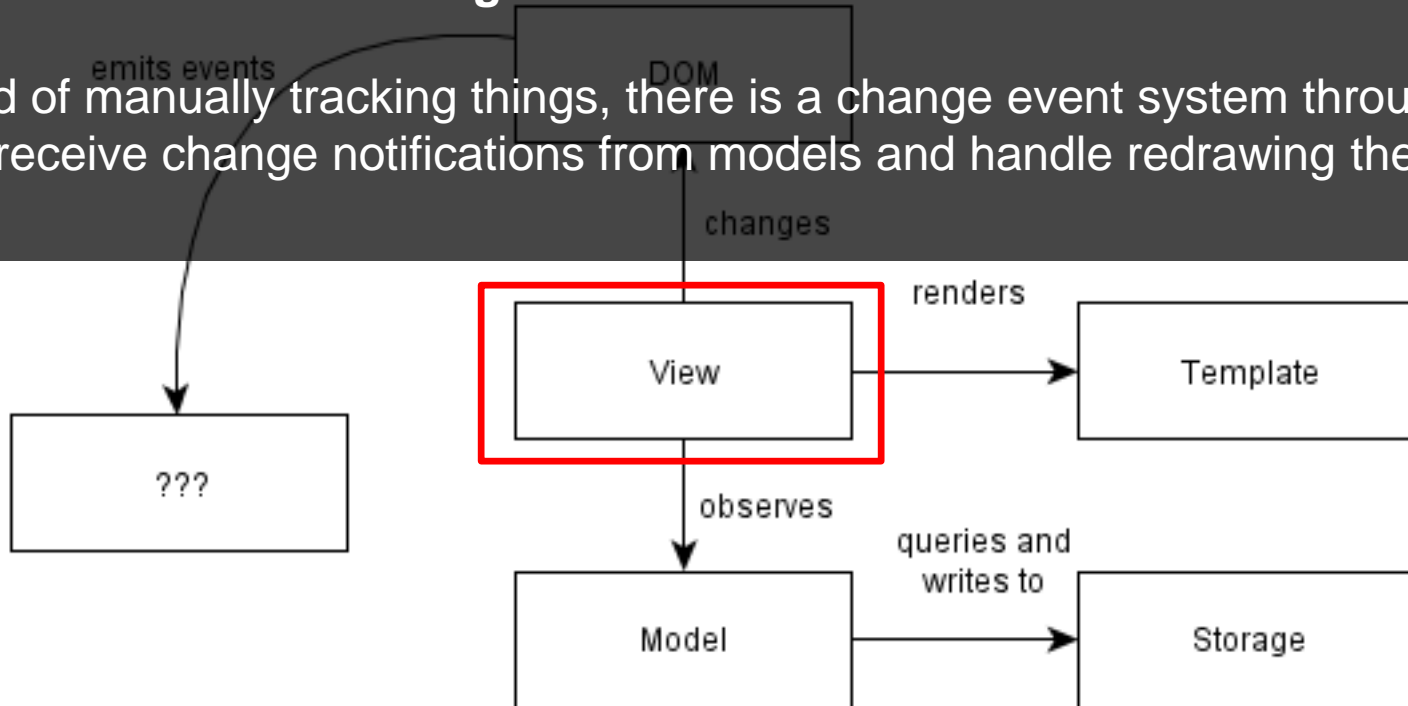 emits events
DOM
d of manually tracking things, there is a change event system throu
receive change notifications from models and handle redrawing the
changes
renders
View
Template
???
observes
queries and
writes to
Model
Storage